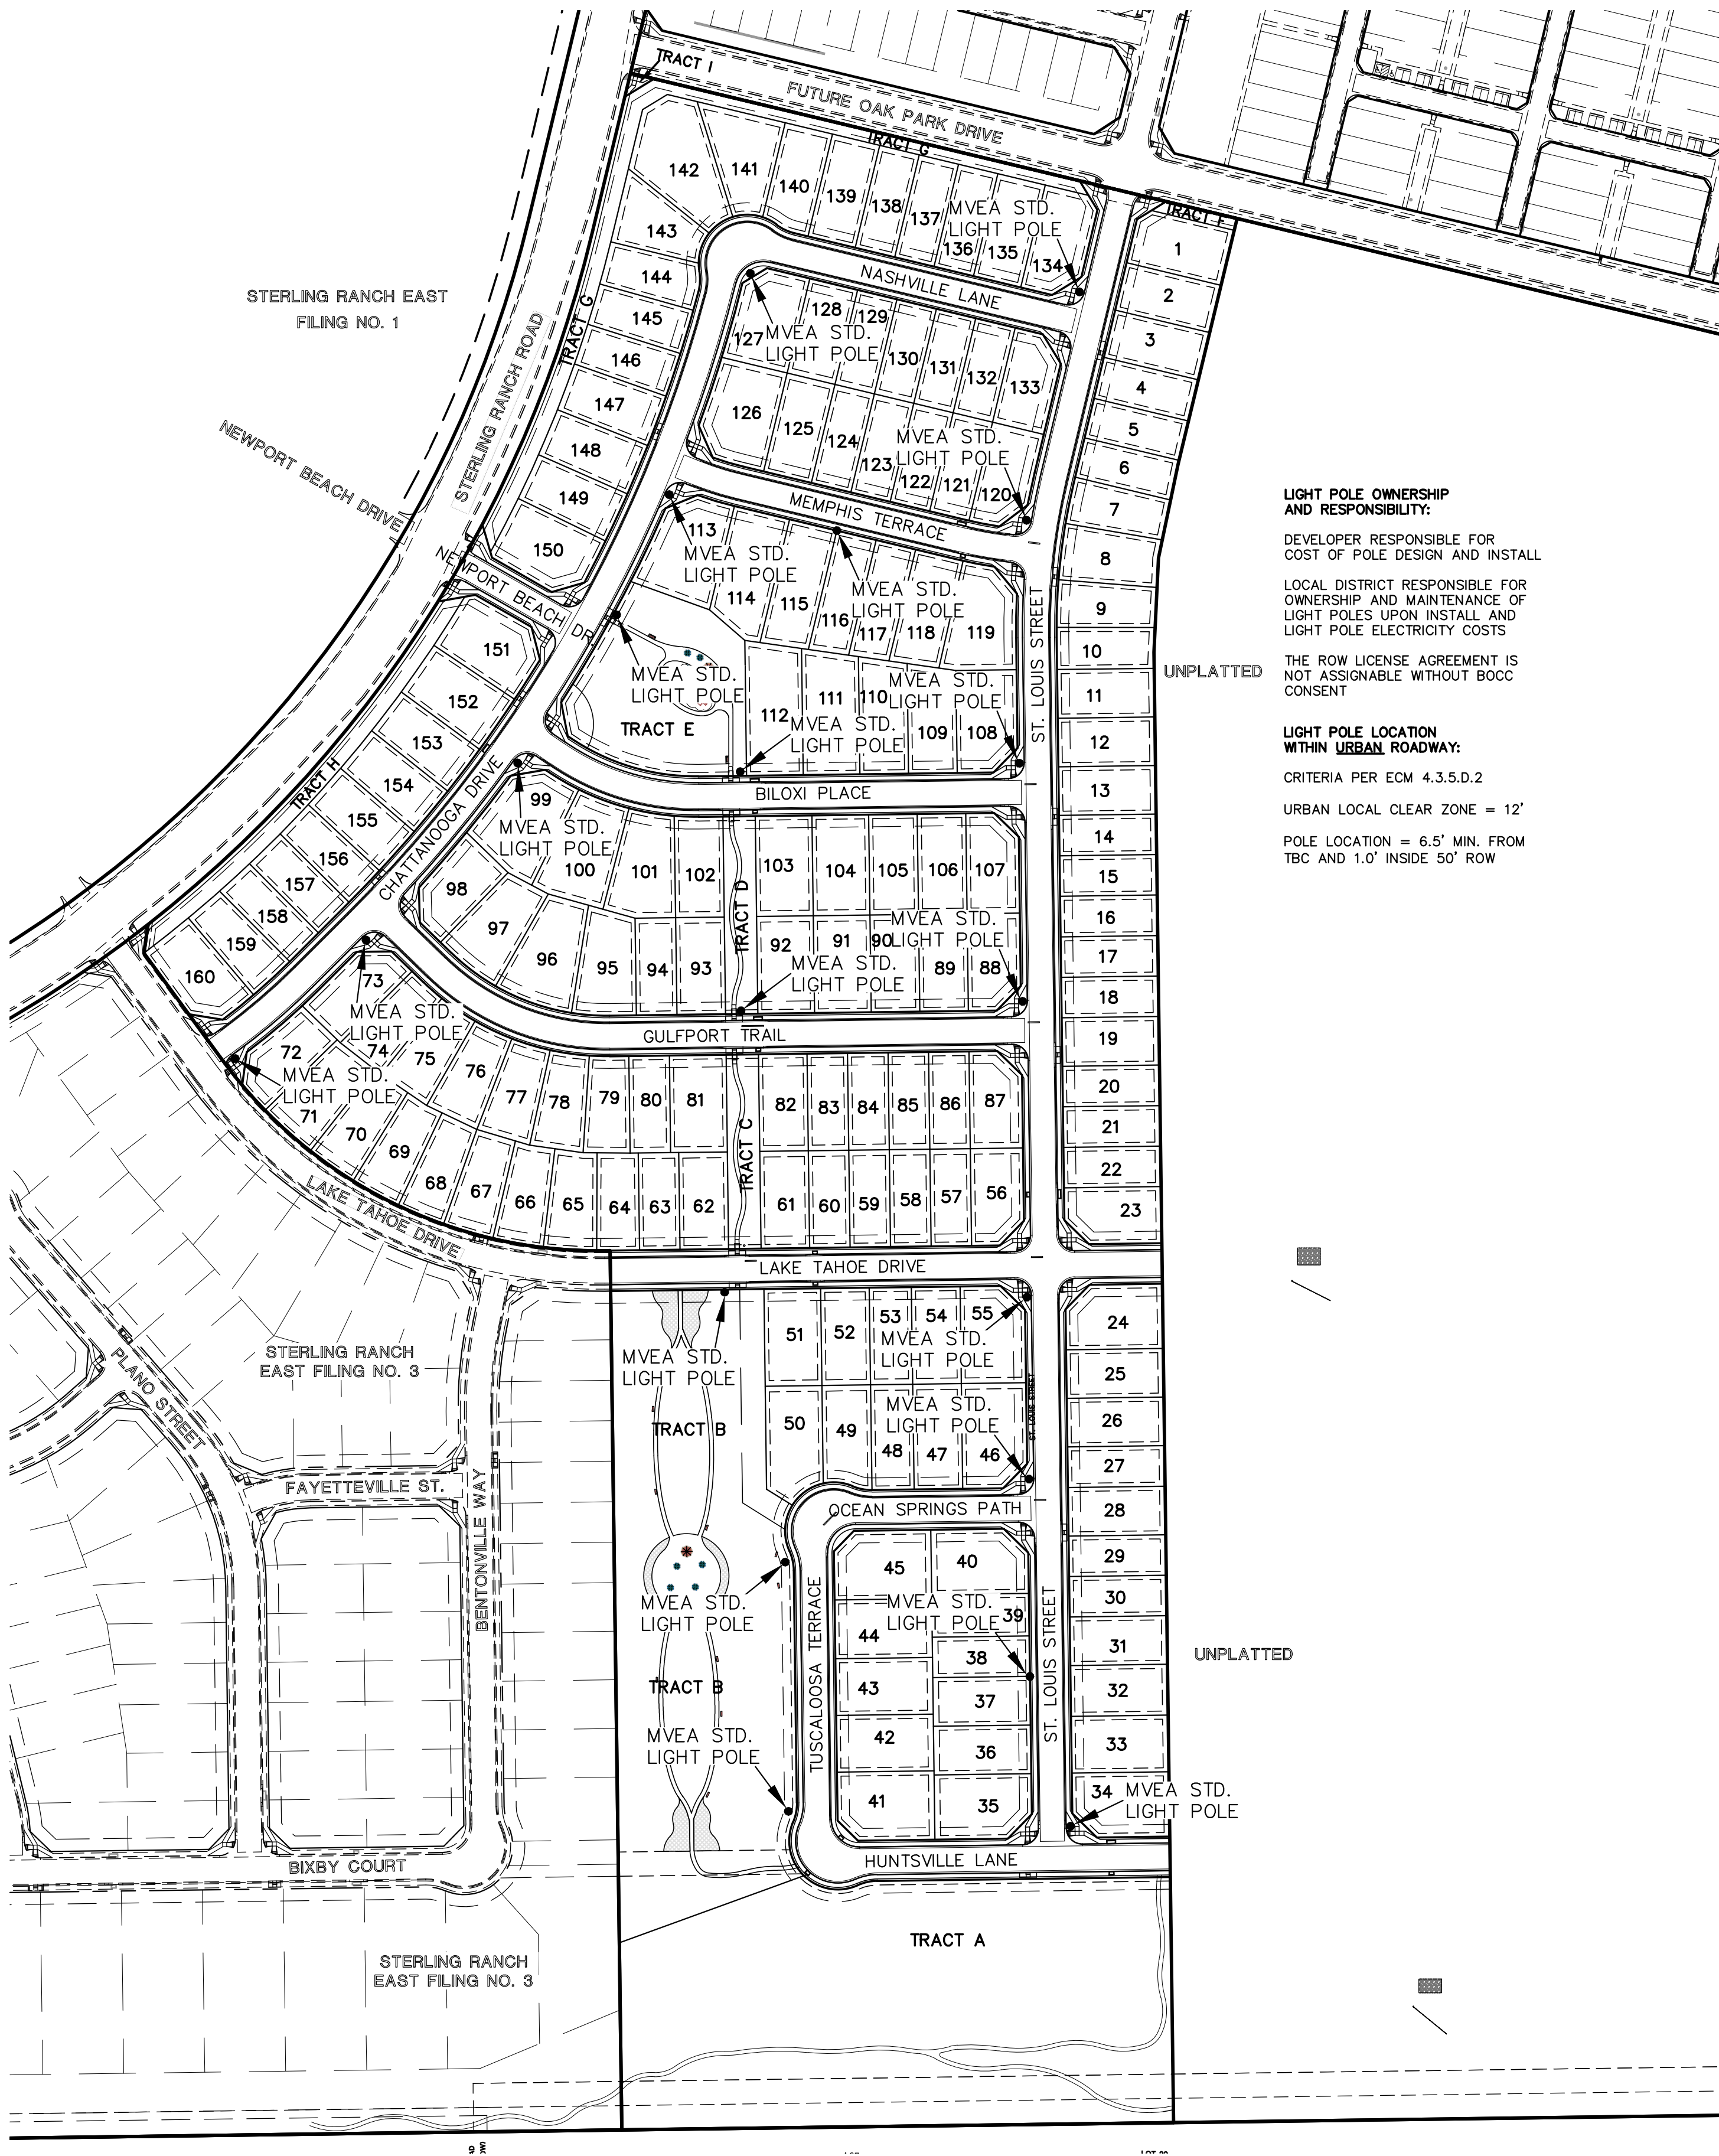 TRACT I
FUTURE OAK PARK DRIVE
TRACT G
TRACT F
142
141
140
139
138
137
136
135
134
MVEA STD.
LIGHT POLE
143
144
145
146
147
148
149
150
NASHVILLE LANE
STERLING RANCH EAST
FILING NO. 1
STERLING RANCH ROAD
TRACT G
NEWPORT BEACH DRIVE
NEWPORT BEACH DR
127
128
129
130
131
132
133
MVEA STD.
LIGHT POLE
126
125
124
123
122
121
120
MVEA STD.
LIGHT POLE
MEMPHIS TERRACE
1
2
3
4
5
6
7
8
9
10
11
12
13
14
15
16
17
18
19
20
21
22
23
LIGHT POLE OWNERSHIP
AND RESPONSIBILITY:
DEVELOPER RESPONSIBLE FOR
COST OF POLE DESIGN AND INSTALL
LOCAL DISTRICT RESPONSIBLE FOR
OWNERSHIP AND MAINTENANCE OF
LIGHT POLES UPON INSTALL AND
LIGHT POLE ELECTRICITY COSTS
THE ROW LICENSE AGREEMENT IS
NOT ASSIGNABLE WITHOUT BOCC
CONSENT
LIGHT POLE LOCATION
WITHIN URBAN ROADWAY:
CRITERIA PER ECM 4.3.5.D.2
URBAN LOCAL CLEAR ZONE = 12'
POLE LOCATION = 6.5' MIN. FROM
TBC AND 1.0' INSIDE 50' ROW
UNPLATTED
ST. LOUIS STREET
113
MVEA STD.
LIGHT POLE
114
115
116
117
118
119
MVEA STD.
LIGHT POLE
MVEA STD.
LIGHT POLE
TRACT E
112
111
110
109
108
MVEA STD.
LIGHT POLE
MVEA STD.
LIGHT POLE
BILOXI PLACE
151
152
153
154
155
156
157
158
159
160
TRACT H
CHATTANOOGA DRIVE
99
MVEA STD.
LIGHT POLE
100
101
102
103
104
105
106
107
98
97
96
95
94
93
TRACT D
92
91
90
89
88
MVEA STD.
LIGHT POLE
MVEA STD.
LIGHT POLE
GULFPORT TRAIL
73
MVEA STD.
LIGHT POLE
72
74
75
76
77
78
79
80
81
82
83
84
85
86
87
MVEA STD.
LIGHT POLE
71
70
69
68
67
66
65
64
63
62
TRACT C
61
60
59
58
57
56
LAKE TAHOE DRIVE
LAKE TAHOE DRIVE
51
52
53
54
55
MVEA STD.
LIGHT POLE
MVEA STD.
LIGHT POLE
ST. LOUIS STREET
50
49
48
47
46
MVEA STD.
LIGHT POLE
TRACT B
OCEAN SPRINGS PATH
24
25
26
27
28
29
30
31
32
33
34
STERLING RANCH
EAST FILING NO. 3
PLANO STREET
FAYETTEVILLE ST.
BENTONVILLE WAY
BIXBY COURT
MVEA STD.
LIGHT POLE
TRACT B
MVEA STD.
LIGHT POLE
TUSCALOOSA TERRACE
45
40
MVEA STD.
LIGHT POLE
39
44
38
43
37
42
36
41
35
ST. LOUIS STREET
UNPLATTED
MVEA STD.
LIGHT POLE
HUNTSVILLE LANE
TRACT A
STERLING RANCH
EAST FILING NO. 3